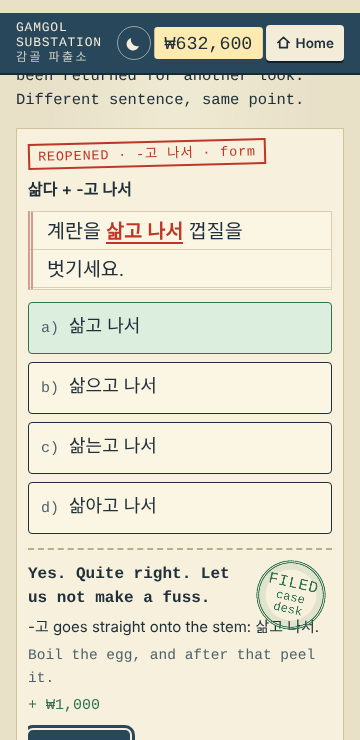 GAMGOL
SUBSTATION
감골 파출소
₩632,600
Home
been returned for another look.
Different sentence, same point.
REOPENED · -고 나서 · form
삶다 + -고 나서
계란을 삶고 나서 껍질을
벗기세요.
a) 삶고 나서
b) 삶으고 나서
c) 삶는고 나서
d) 삶아고 나서
Yes. Quite right. Let
us not make a fuss.
FILED
case
desk
-고 goes straight onto the stem: 삶고 나서.
Boil the egg, and after that peel
it.
+ ₩1,000